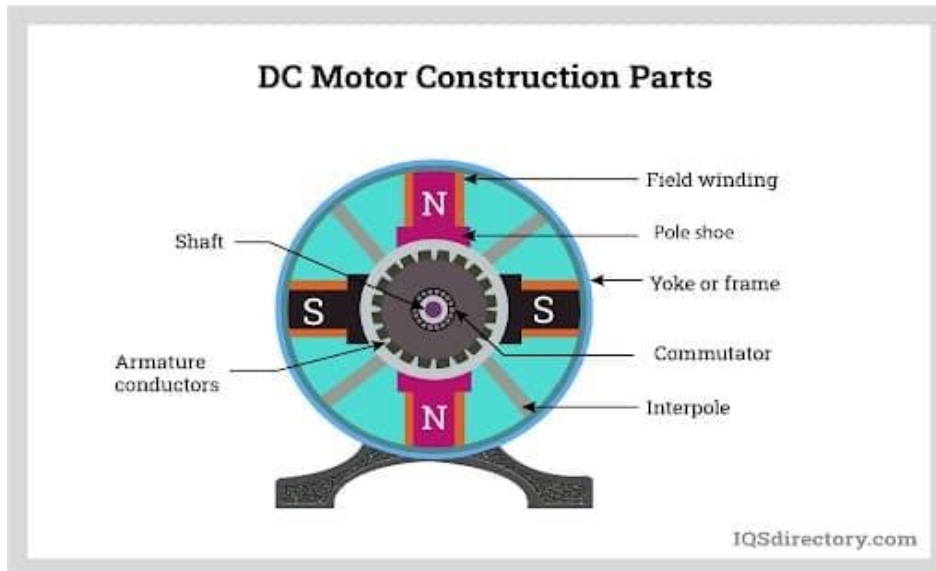 DC Motor Construction Parts
Field winding
N
Pole shoe
Shaft
Yoke or frame
S
S
Commutator
Armature
conductors
Interpole
N
IQSdirectory.com